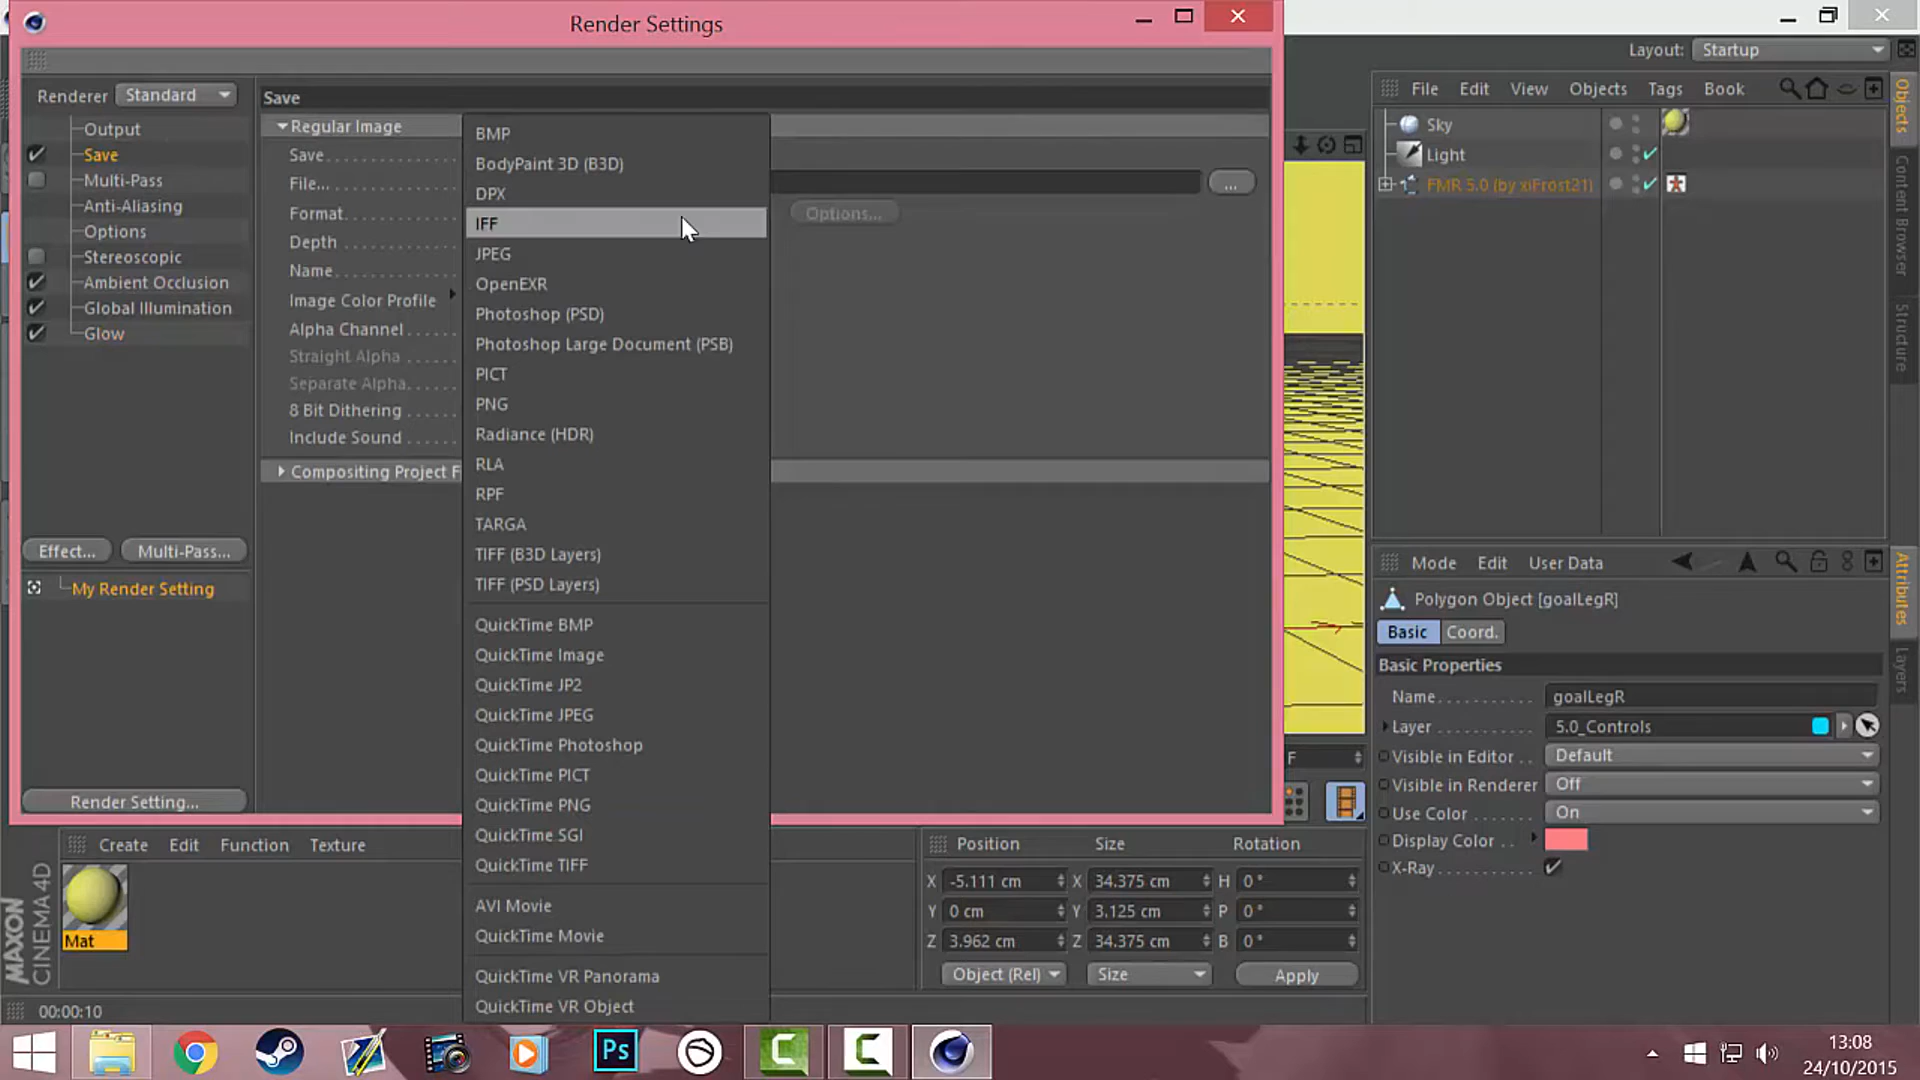 Render Settings
Layout: Startup
Renderer Standard
Save
File Edit View Objects Tags Book
Output
Save
Multi-Pass
Anti-Aliasing
Options
Stereoscopic
Ambient Occlusion
Global Illumination
Glow
Effect...
Multi-Pass...
My Render Setting
Render Setting...
Regular Image
Save
File...
Format
Depth
Name
Image Color Profile
Alpha Channel
Straight Alpha
Separate Alpha
8 Bit Dithering
Include Sound
Compositing Project F
...
Options...
BMP
BodyPaint 3D (B3D)
DPX
IFF
JPEG
OpenEXR
Photoshop (PSD)
Photoshop Large Document (PSB)
PICT
PNG
Radiance (HDR)
RLA
RPF
TARGA
TIFF (B3D Layers)
TIFF (PSD Layers)
QuickTime BMP
QuickTime Image
QuickTime JP2
QuickTime JPEG
QuickTime Photoshop
QuickTime PICT
QuickTime PNG
QuickTime SGI
QuickTime TIFF
AVI Movie
QuickTime Movie
QuickTime VR Panorama
QuickTime VR Object
Sky
Light
FMR 5.0 (by xiFrost21)
Objects
Content Browser
Structure
Mode Edit User Data
Polygon Object [goalLegR]
Basic Coord.
Basic Properties
Name goalLegR
Layer 5.0_Controls
Visible in Editor Default
Visible in Renderer Off
Use Color On
Display Color
X-Ray
Attributes
Layers
F
Create Edit Function Texture
Mat
MAXON
CINEMA 4D
Position Size Rotation
X -5.111 cm X 34.375 cm H 0 °
Y 0 cm Y 3.125 cm P 0 °
Z 3.962 cm Z 34.375 cm B 0 °
Object (Rel) Size Apply
00:00:10
Ps
13:08
24/10/2015